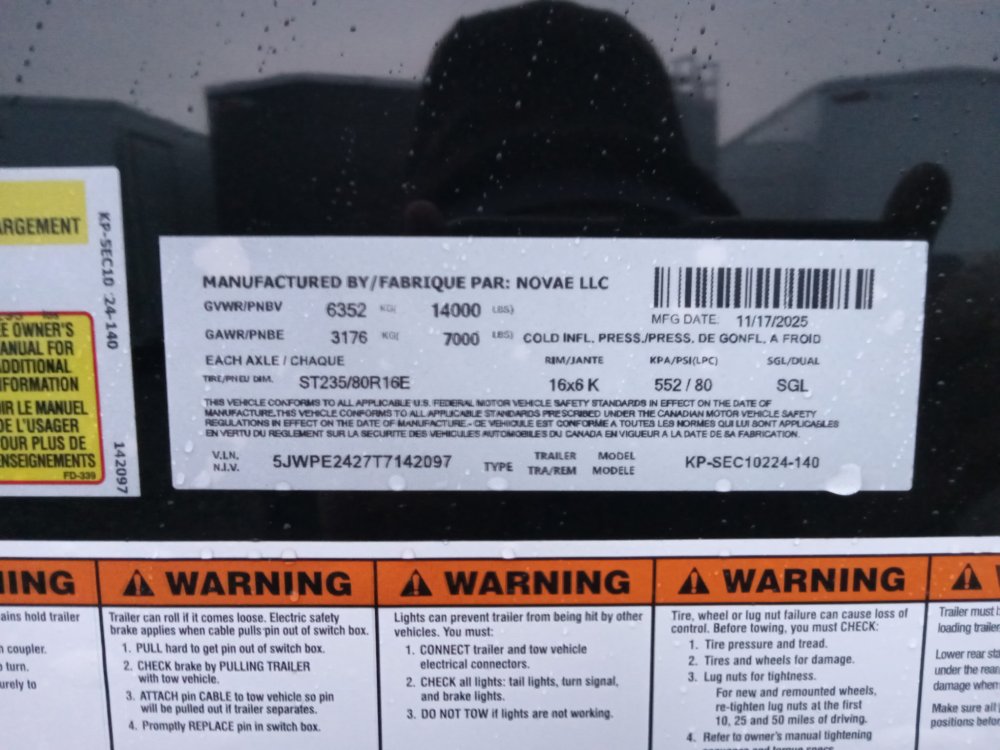 ARGEMENT
OWNER'S
ANUAL FOR
DDITIONAL
FORMATION
IR LE MANUEL
DE L'USAGER
OUR PLUS DE
NSEIGNEMENTS
FD-339
KP-SEC10 24-140
142097
MANUFACTURED BY/FABRIQUE PAR: NOVAE LLC
GVWR/PNBV 6352 KG( 14000 LBS)
MFG DATE: 11/17/2025
GAWR/PNBE 3176 KG( 7000 LBS) COLD INFL. PRESS./PRESS. DE GONFL. A FROID
EACH AXLE / CHAQUE RIM/JANTE KPA/PSI(LPC) SGL/DUAL
TIRE/PNEU DIM. ST235/80R16E 16x6 K 552 / 80 SGL
THIS VEHICLE CONFORMS TO ALL APPLICABLE U.S. FEDERAL MOTOR VEHICLE SAFETY STANDARDS IN EFFECT ON THE DATE OF
MANUFACTURE.THIS VEHICLE CONFORMS TO ALL APPLICABLE STANDARDS PRESCRIBED UNDER THE CANADIAN MOTOR VEHICLE SAFETY
REGULATIONS IN EFFECT ON THE DATE OF MANUFACTURE.- CE VEHICULE EST CONFORME A TOUTES LES NORMES QUI LUI SONT APPLICABLES
EN VERTU DU REGLEMENT SUR LA SECURITE DES VEHICULES AUTOMOBILES DU CANADA EN VIGUEUR A LA DATE DE SA FABRICATION.
V.I.N. 5JWPE2427T7142097 TYPE TRAILER MODEL KP-SEC10224-140
N.I.V. TRA/REM MODELE
ING
ains hold trailer
coupler.
turn.
urely to
WARNING
Trailer can roll if it comes loose. Electric safety
brake applies when cable pulls pin out of switch box.
1. PULL hard to get pin out of switch box.
2. CHECK brake by PULLING TRAILER
with tow vehicle.
3. ATTACH pin CABLE to tow vehicle so pin
will be pulled out if trailer separates.
4. Promptly REPLACE pin in switch box.
WARNING
Lights can prevent trailer from being hit by other
vehicles. You must:
1. CONNECT trailer and tow vehicle
electrical connectors.
2. CHECK all lights: tail lights, turn signal,
and brake lights.
3. DO NOT TOW if lights are not working.
WARNING
Tire, wheel or lug nut failure can cause loss of
control. Before towing, you must CHECK:
1. Tire pressure and tread.
2. Tires and wheels for damage.
3. Lug nuts for tightness.
For new and remounted wheels,
re-tighten lug nuts at the first
10, 25 and 50 miles of driving.
4. Refer to owner's manual tightening
Trailer must
loading trailer
Lower rear sta
under the rear
damage when
Make sure all
positions befor